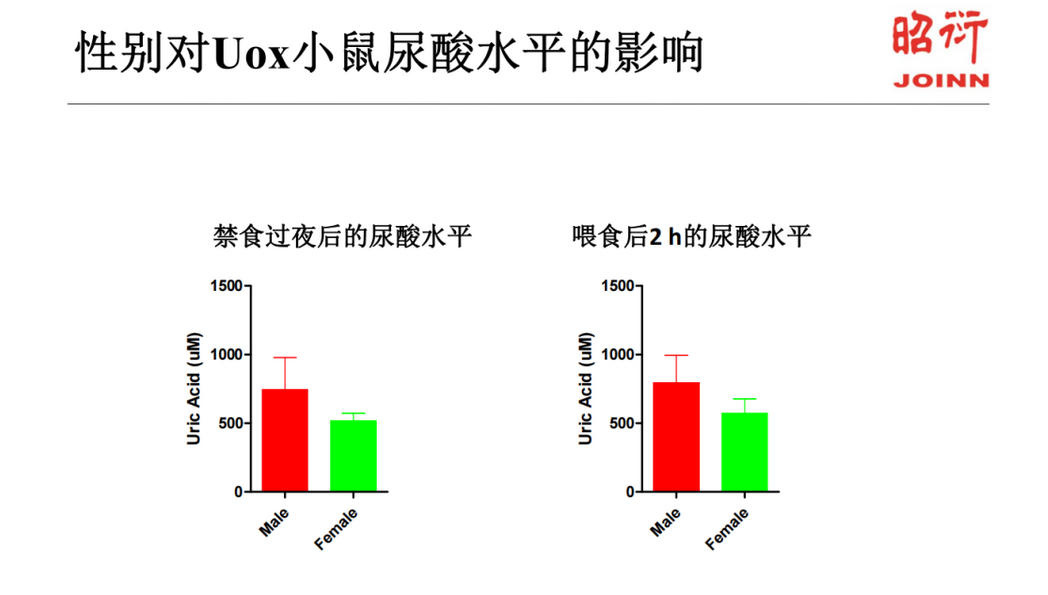 性别对Uox小鼠尿酸水平的影响
昭衍
JOINN
禁食过夜后的尿酸水平
1500
1000
500
0
Uric Acid (uM)
Male
Female
喂食后2 h的尿酸水平
1500
1000
500
0
Uric Acid (uM)
Male
Female